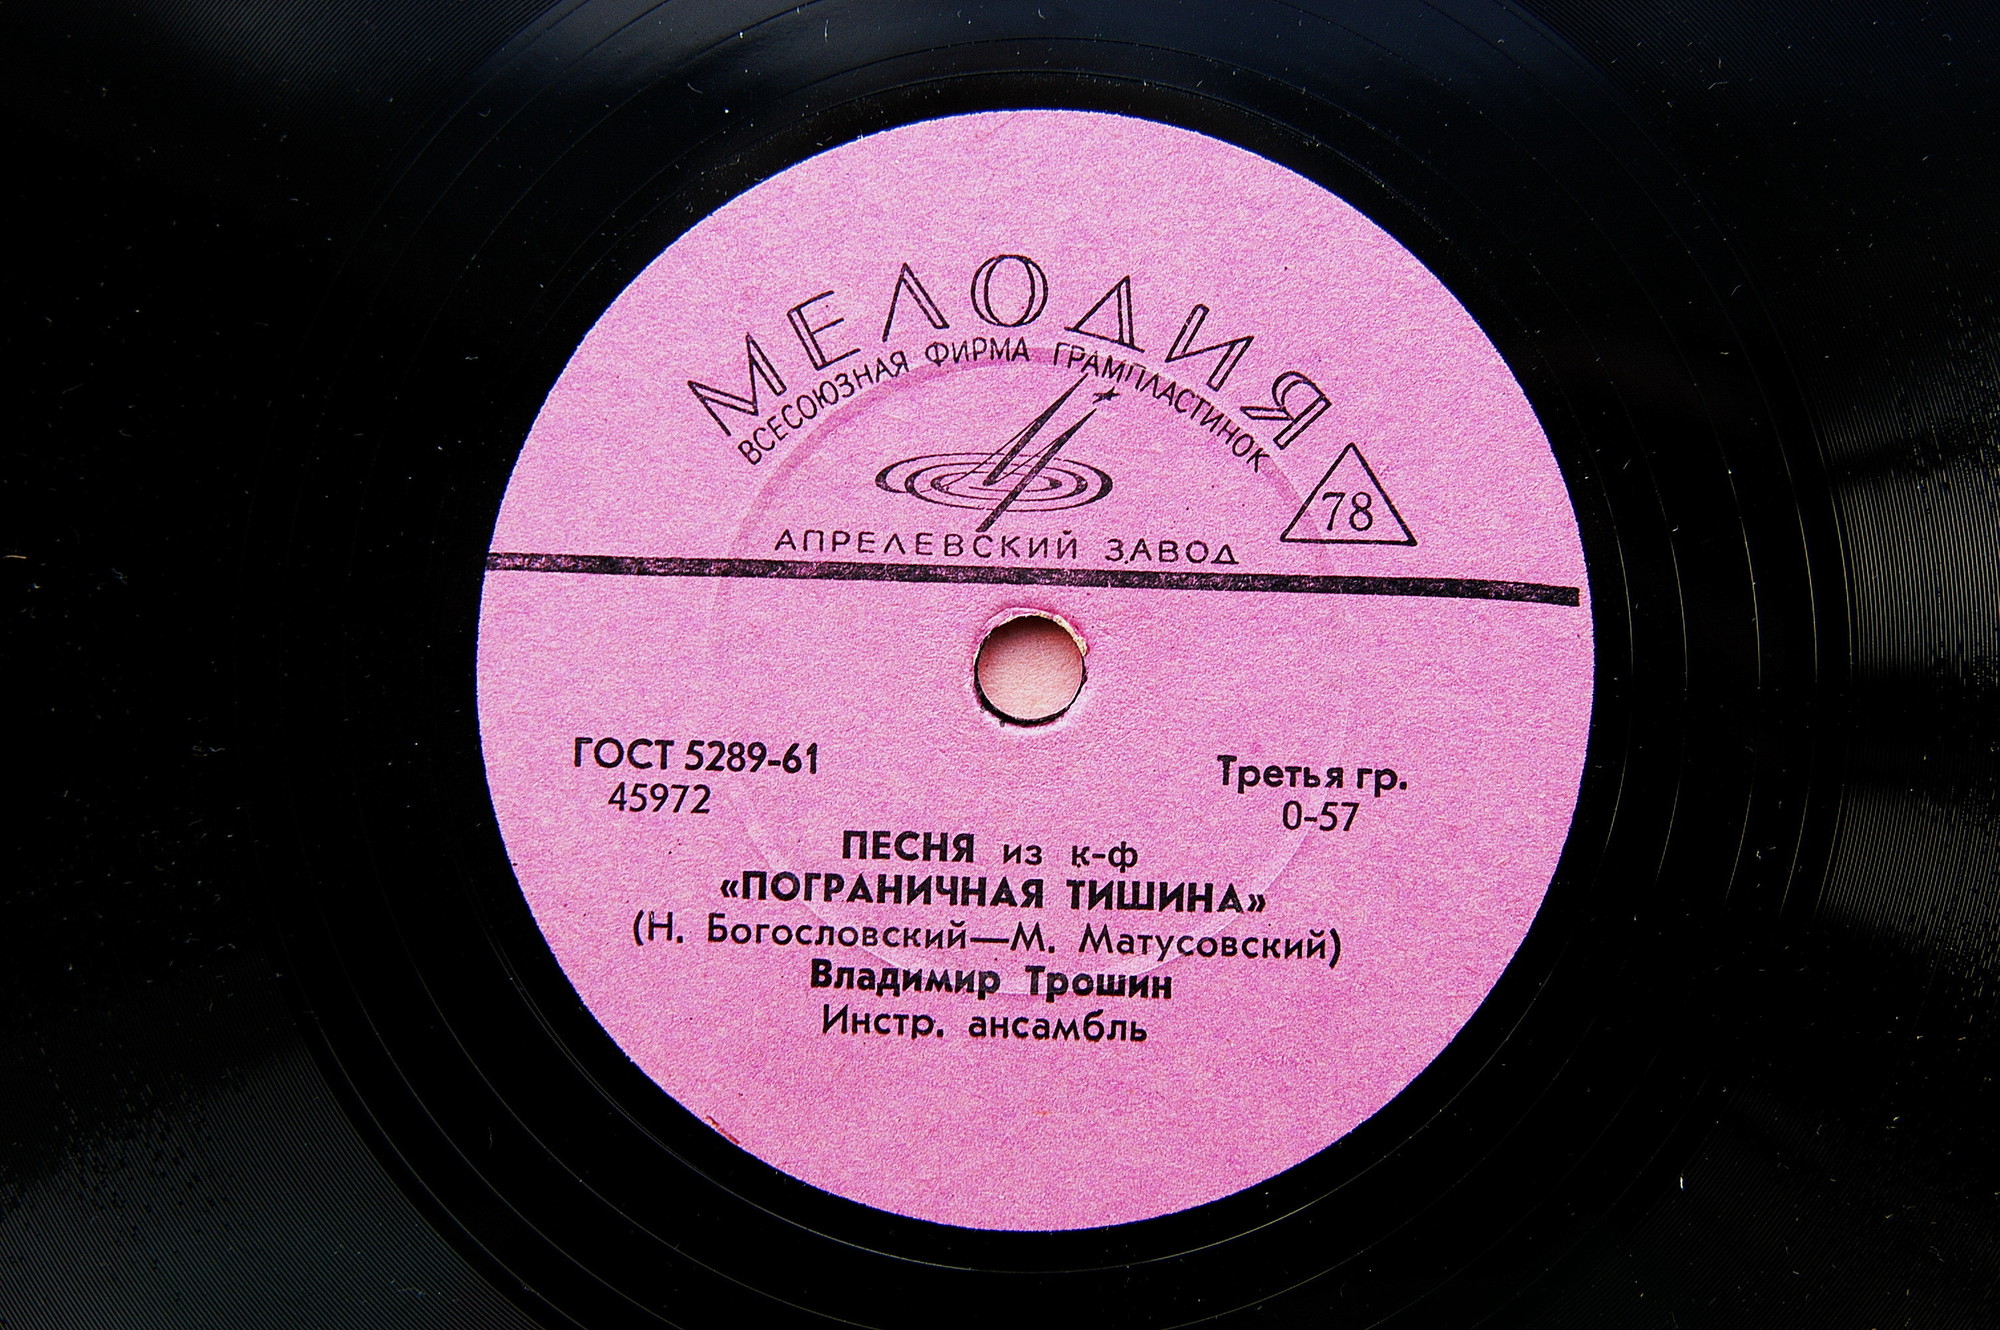 МЕЛОДИЯ
ВСЕСОЮЗНАЯ ФИРМА ГРАМПЛАСТИНОК
78
АПРЕЛЕВСКИЙ ЗАВОД
ГОСТ 5289-61
45972
Третья гр.
0-57
ПЕСНЯ из к-ф
«ПОГРАНИЧНАЯ ТИШИНА»
(Н. Богословский—М. Матусовский)
Владимир Трошин
Инстр. ансамбль